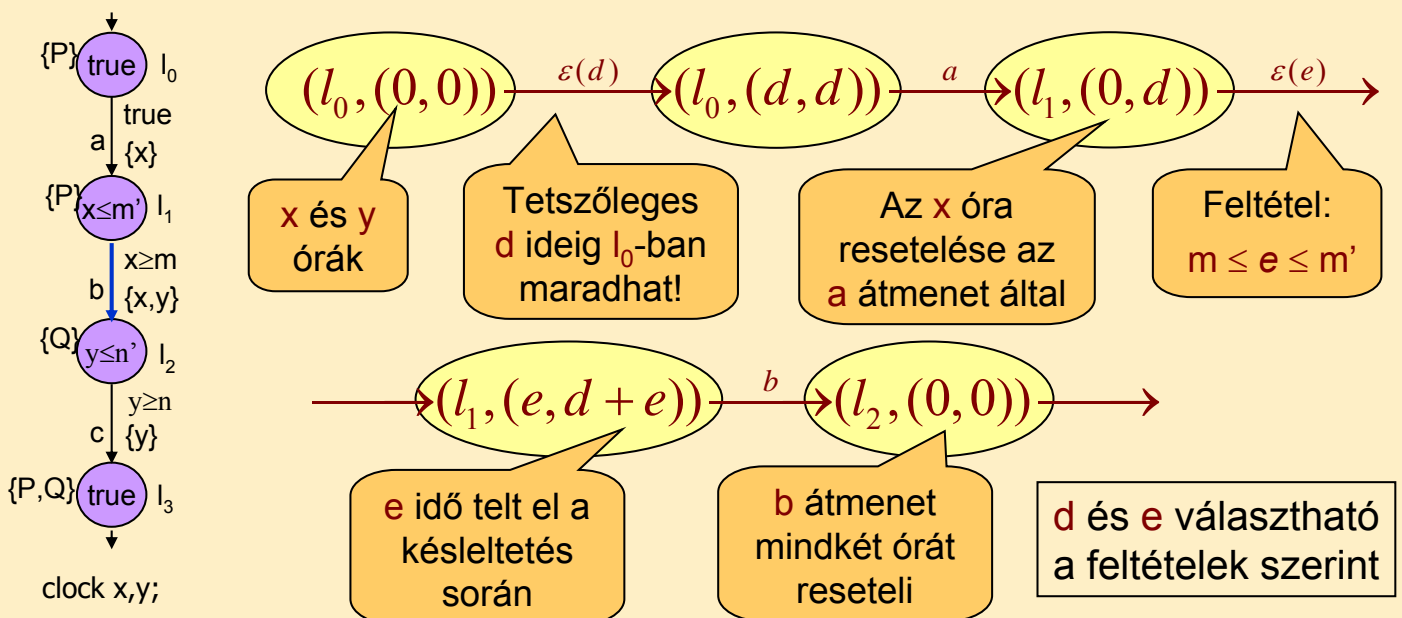 {P} true l₀
true
a {x}
{P} x≤m' l₁
x≥m
b {x,y}
{Q} y≤n' l₂
y≥n
c {y}
{P,Q} true l₃
clock x,y;
(l₀,(0,0)) ε(d) (l₀,(d,d)) a (l₁,(0,d)) ε(e)
x és y
órák
Tetszőleges
d ideig l₀-ban
maradhat!
Az x óra
resetelése az
a átmenet által
Feltétel:
m ≤ e ≤ m'
(l₁,(e,d+e)) b (l₂,(0,0))
e idő telt el a
késleltetés
során
b átmenet
mindkét órát
reseteli
d és e választható
a feltételek szerint